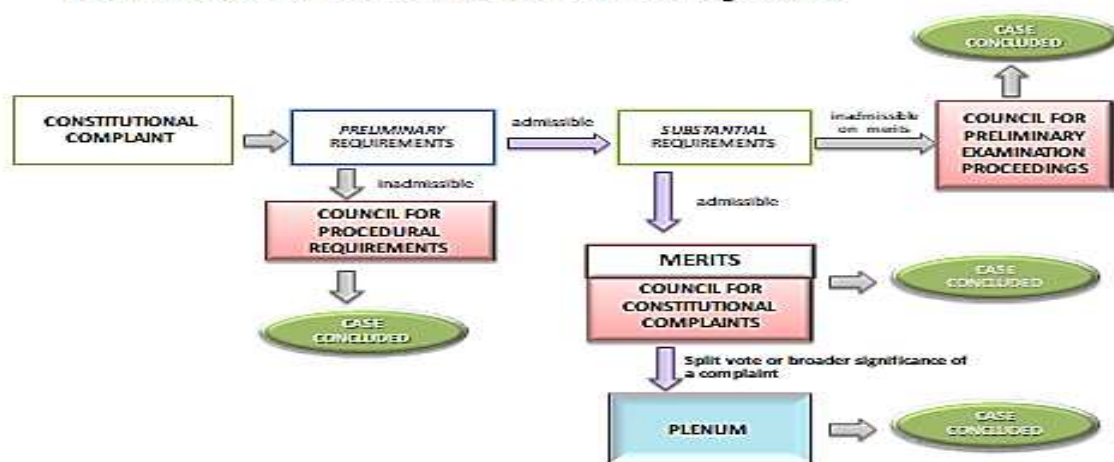 CASE
CONCLUDED
CONSTITUTIONAL
COMPLAINT
PRELIMINARY
REQUIREMENTS
admissible
SUBSTANTIAL
REQUIREMENTS
inadmissible
on merits
COUNCIL FOR
PRELIMINARY
EXAMINATION
PROCEEDINGS
inadmissible
COUNCIL FOR
PROCEDURAL
REQUIREMENTS
admissible
CASE
CONCLUDED
MERITS
COUNCIL FOR
CONSTITUTIONAL
COMPLAINTS
CASE
CONCLUDED
Split vote or broader significance of
a complaint
PLENUM
CASE
CONCLUDED